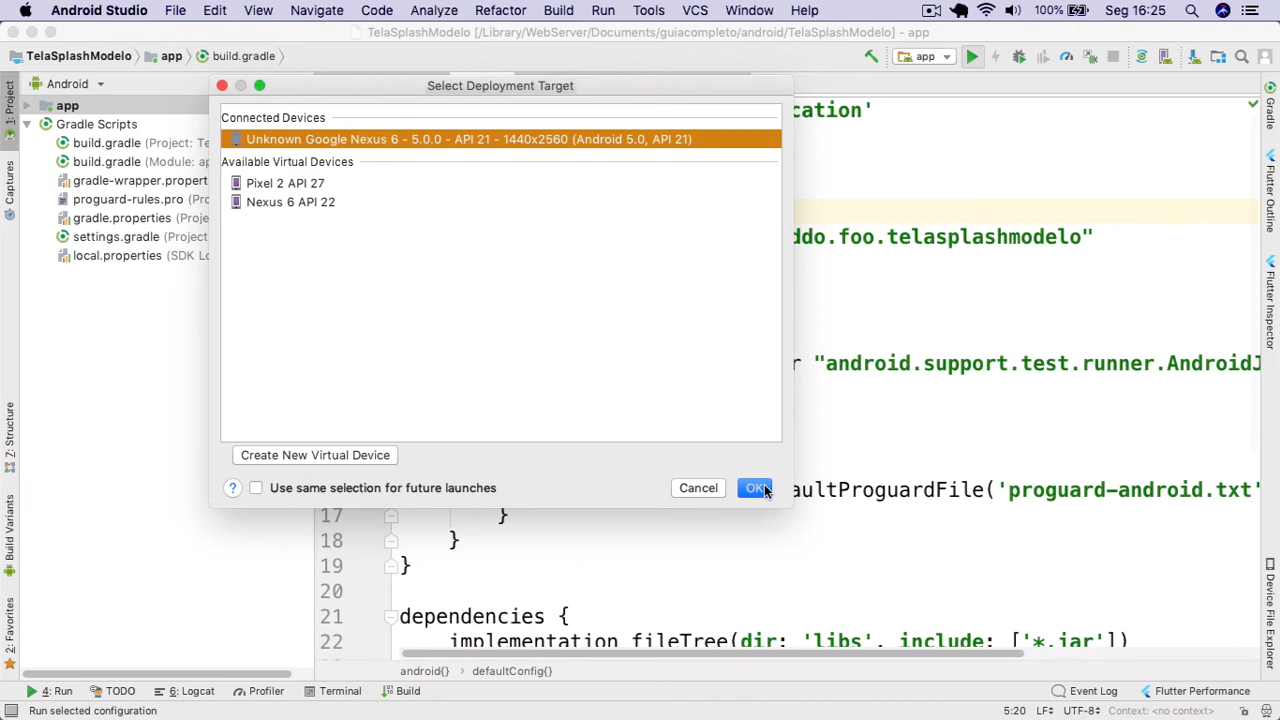 Android Studio File Edit View Navigate Code Analyze Refactor Build Run Tools VCS Window Help 100% Seg 16:25
TelaSplashModelo [/Library/WebServer/Documents/guiacompleto/android/TelaSplashModelo] - app
TelaSplashModelo app build.gradle app
Android
app
Gradle Scripts
build.gradle (Project: Te
build.gradle (Module: ap
gradle-wrapper.propert
proguard-rules.pro (Pro
gradle.properties (Proje
settings.gradle (Project
local.properties (SDK Lo
1: Project
Captures
7: Structure
Build Variants
2: Favorites
Select Deployment Target
Connected Devices
Unknown Google Nexus 6 - 5.0.0 - API 21 - 1440x2560 (Android 5.0, API 21)
Available Virtual Devices
Pixel 2 API 27
Nexus 6 API 22
Create New Virtual Device
? Use same selection for future launches Cancel OK
cation'
ddo.foo.telasplashmodelo"
r "android.support.test.runner.AndroidJ
aultProguardFile('proguard-android.txt'
17 }
18 }
19 }
20
21 dependencies {
22 implementation fileTree(dir: 'libs', include: ['*.jar'])
android{} › defaultConfig{}
Gradle
Flutter Outline
Flutter Inspector
Device File Explorer
4: Run TODO 6: Logcat Profiler Terminal Build Event Log Flutter Performance
Run selected configuration 5:20 LF÷ UTF-8÷ Context: <no context>